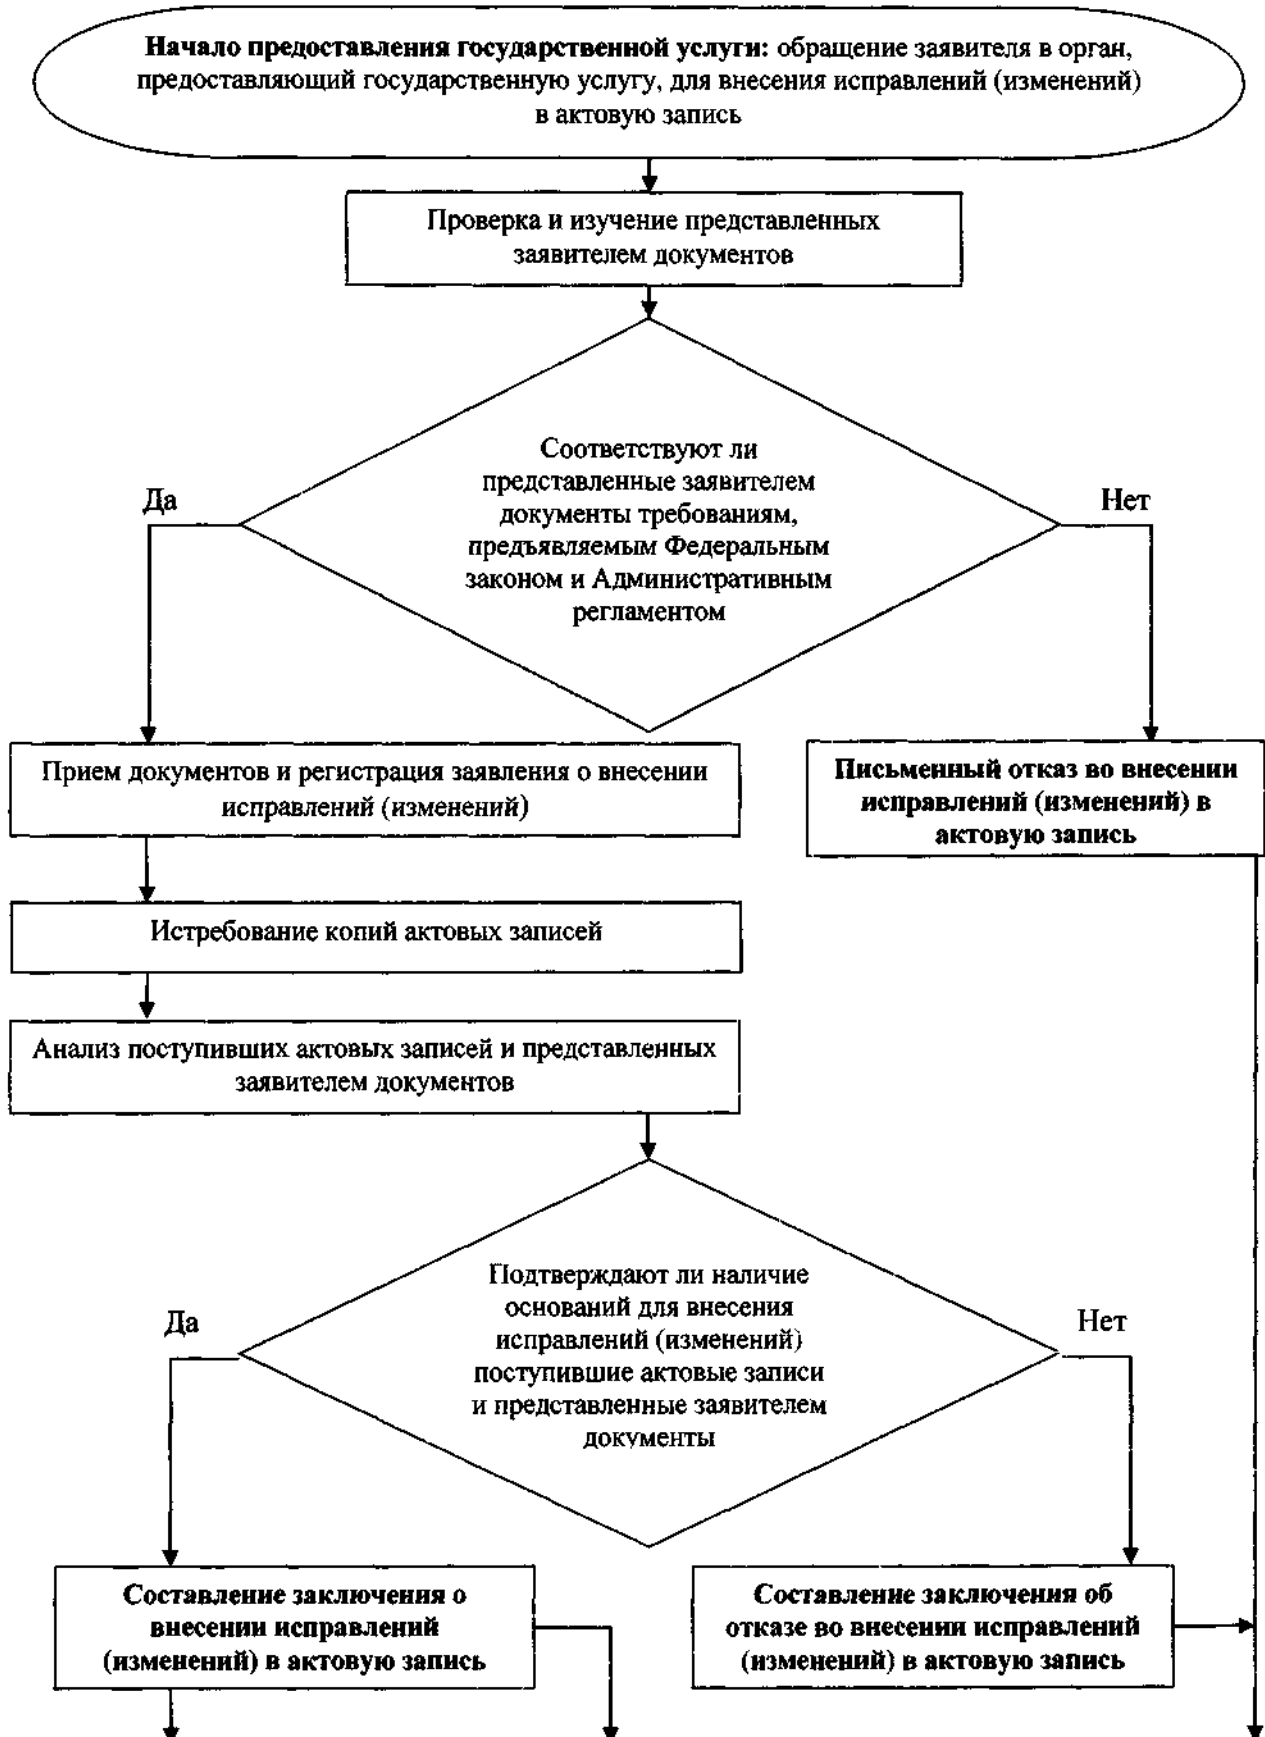 Начало предоставления государственной услуги: обращение заявителя в орган,
предоставляющий государственную услугу, для внесения исправлений (изменений)
в актовую запись
Проверка и изучение представленных
заявителем документов
Соответствуют ли
представленные заявителем
документы требованиям,
предъявляемым Федеральным
законом и Административным
регламентом
Да
Нет
Прием документов и регистрация заявления о внесении
исправлений (изменений)
Письменный отказ во внесении
исправлений (изменений) в
актовую запись
Истребование копий актовых записей
Анализ поступивших актовых записей и представленных
заявителем документов
Подтверждают ли наличие
оснований для внесения
исправлений (изменений)
поступившие актовые записи
и представленные заявителем
документы
Да
Нет
Составление заключения о
внесении исправлений
(изменений) в актовую запись
Составление заключения об
отказе во внесении исправлений
(изменений) в актовую запись